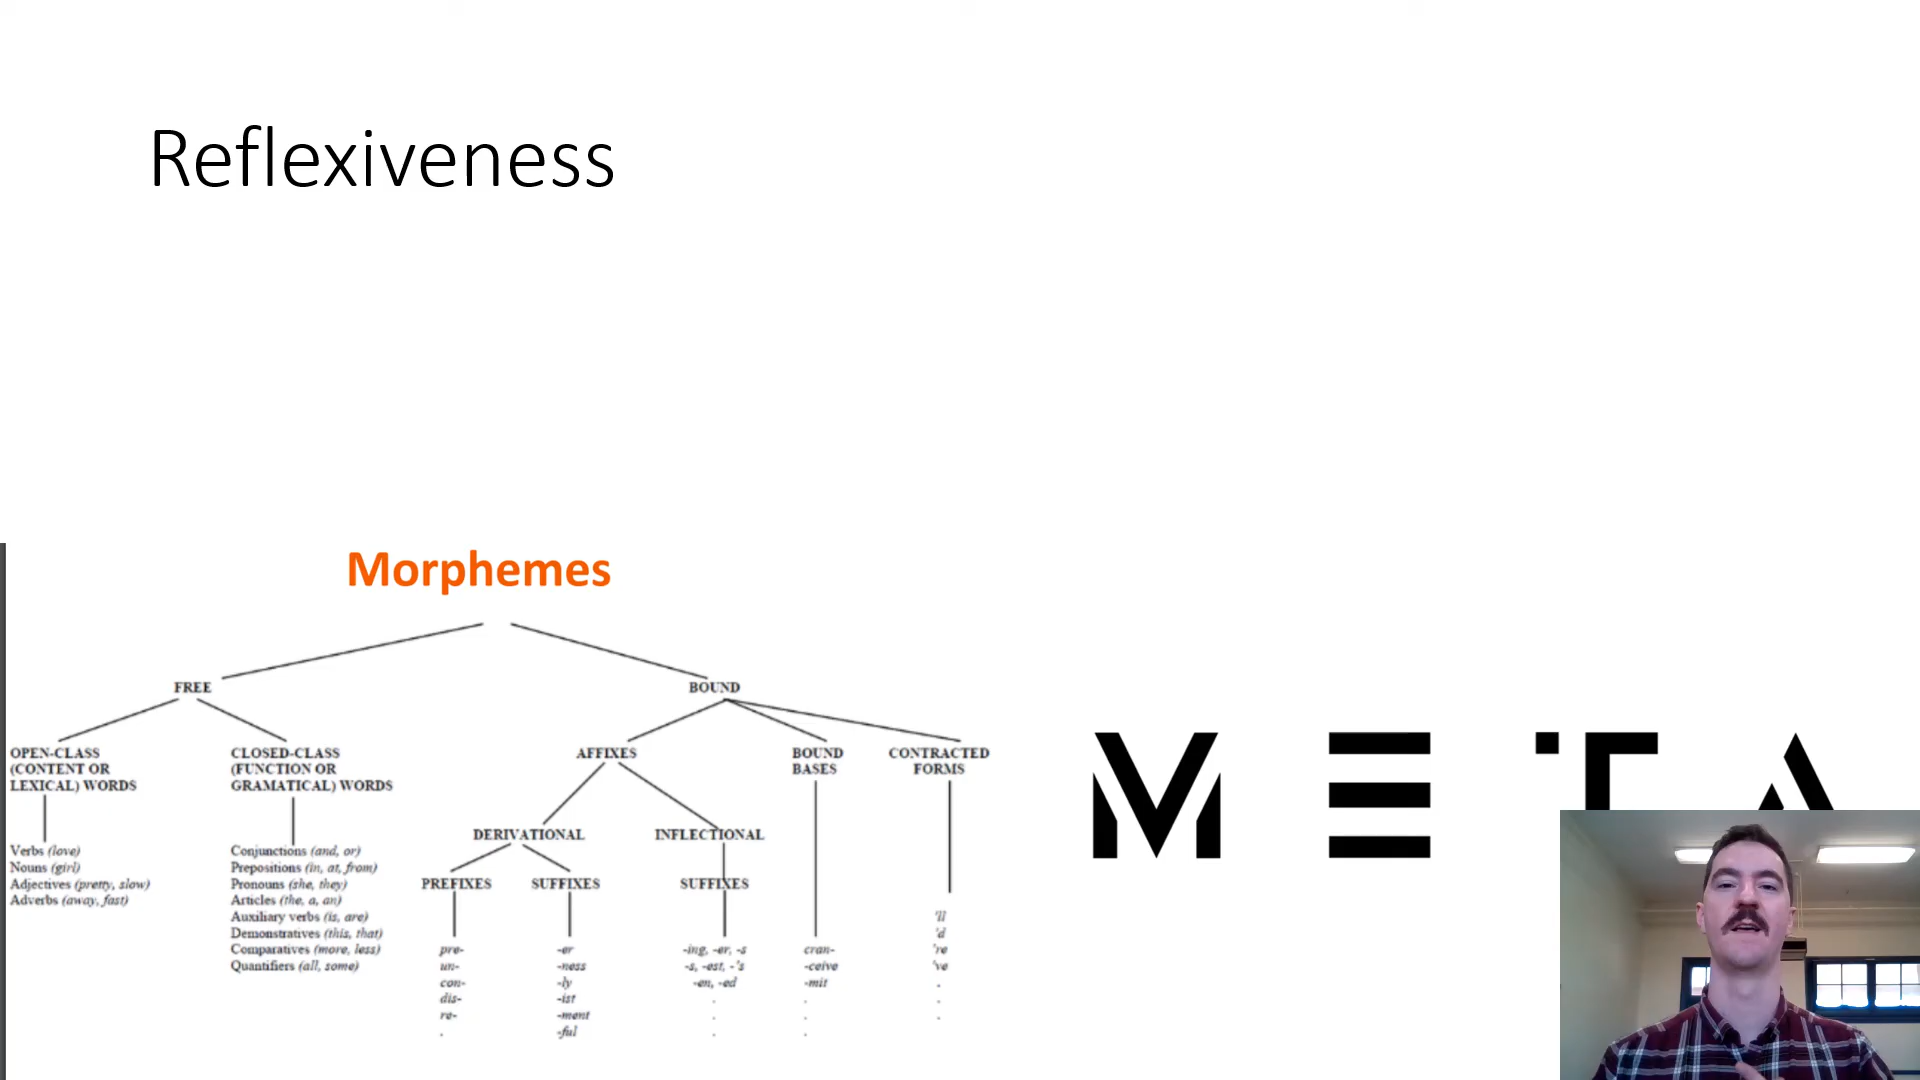 Reflexiveness
Morphemes
FREE
BOUND
OPEN-CLASS
(CONTENT OR
LEXICAL) WORDS
CLOSED-CLASS
(FUNCTION OR
GRAMATICAL) WORDS
AFFIXES
BOUND
BASES
CONTRACTED
FORMS
DERIVATIONAL
INFLECTIONAL
PREFIXES
SUFFIXES
SUFFIXES
Verbs (love)
Nouns (girl)
Adjectives (pretty, slow)
Adverbs (away, fast)
Conjunctions (and, or)
Prepositions (in, at, from)
Pronouns (she, they)
Articles (the, a, an)
Auxiliary verbs (is, are)
Demonstratives (this, that)
Comparatives (more, less)
Quantifiers (all, some)
pre-
un-
con-
dis-
re-
.
-er
-ness
-ly
-ist
-ment
-ful
-ing, -er, -s
-s, -est, -'s
-en, -ed
.
.
.
cran-
-ceive
-mit
.
.
.
'll
'd
're
've
.
.
.
META